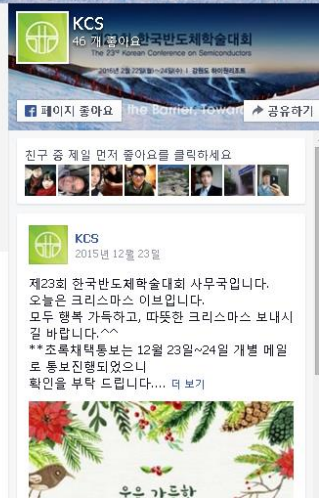 KCS
46 개 좋아요
제23회 한국반도체학술대회
The 23rd Korean Conference on Semiconductors
2016년 2월 22일(월)~24일(수) | 강원도 하이원리조트
페이지 좋아요
the Barrier, Toward
공유하기
친구 중 제일 먼저 좋아요를 클릭하세요
KCS
2015년 12월 23일
제23회 한국반도체학술대회 사무국입니다.
오늘은 크리스마스 이브입니다.
모두 행복 가득하고, 따뜻한 크리스마스 보내시
길 바랍니다.^^
**초록채택통보는 12월 23일~24일 개별 메일
로 통보진행되었으니
확인을 부탁 드립니다.... 더 보기